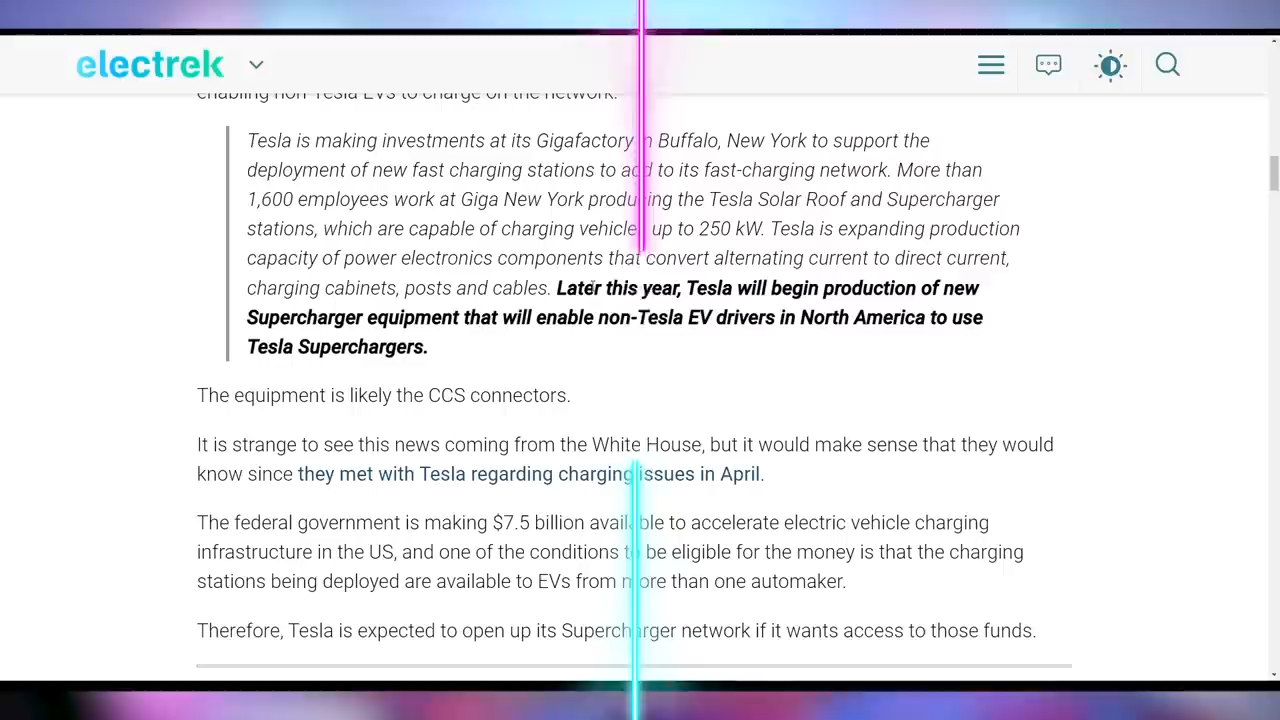 electrek
enabling non-Tesla EVs to charge on the network.
Tesla is making investments at its Gigafactory in Buffalo, New York to support the
deployment of new fast charging stations to add to its fast-charging network. More than
1,600 employees work at Giga New York producing the Tesla Solar Roof and Supercharger
stations, which are capable of charging vehicles up to 250 kW. Tesla is expanding production
capacity of power electronics components that convert alternating current to direct current,
charging cabinets, posts and cables. Later this year, Tesla will begin production of new
Supercharger equipment that will enable non-Tesla EV drivers in North America to use
Tesla Superchargers.
The equipment is likely the CCS connectors.
It is strange to see this news coming from the White House, but it would make sense that they would
know since they met with Tesla regarding charging issues in April.
The federal government is making $7.5 billion available to accelerate electric vehicle charging
infrastructure in the US, and one of the conditions to be eligible for the money is that the charging
stations being deployed are available to EVs from more than one automaker.
Therefore, Tesla is expected to open up its Supercharger network if it wants access to those funds.